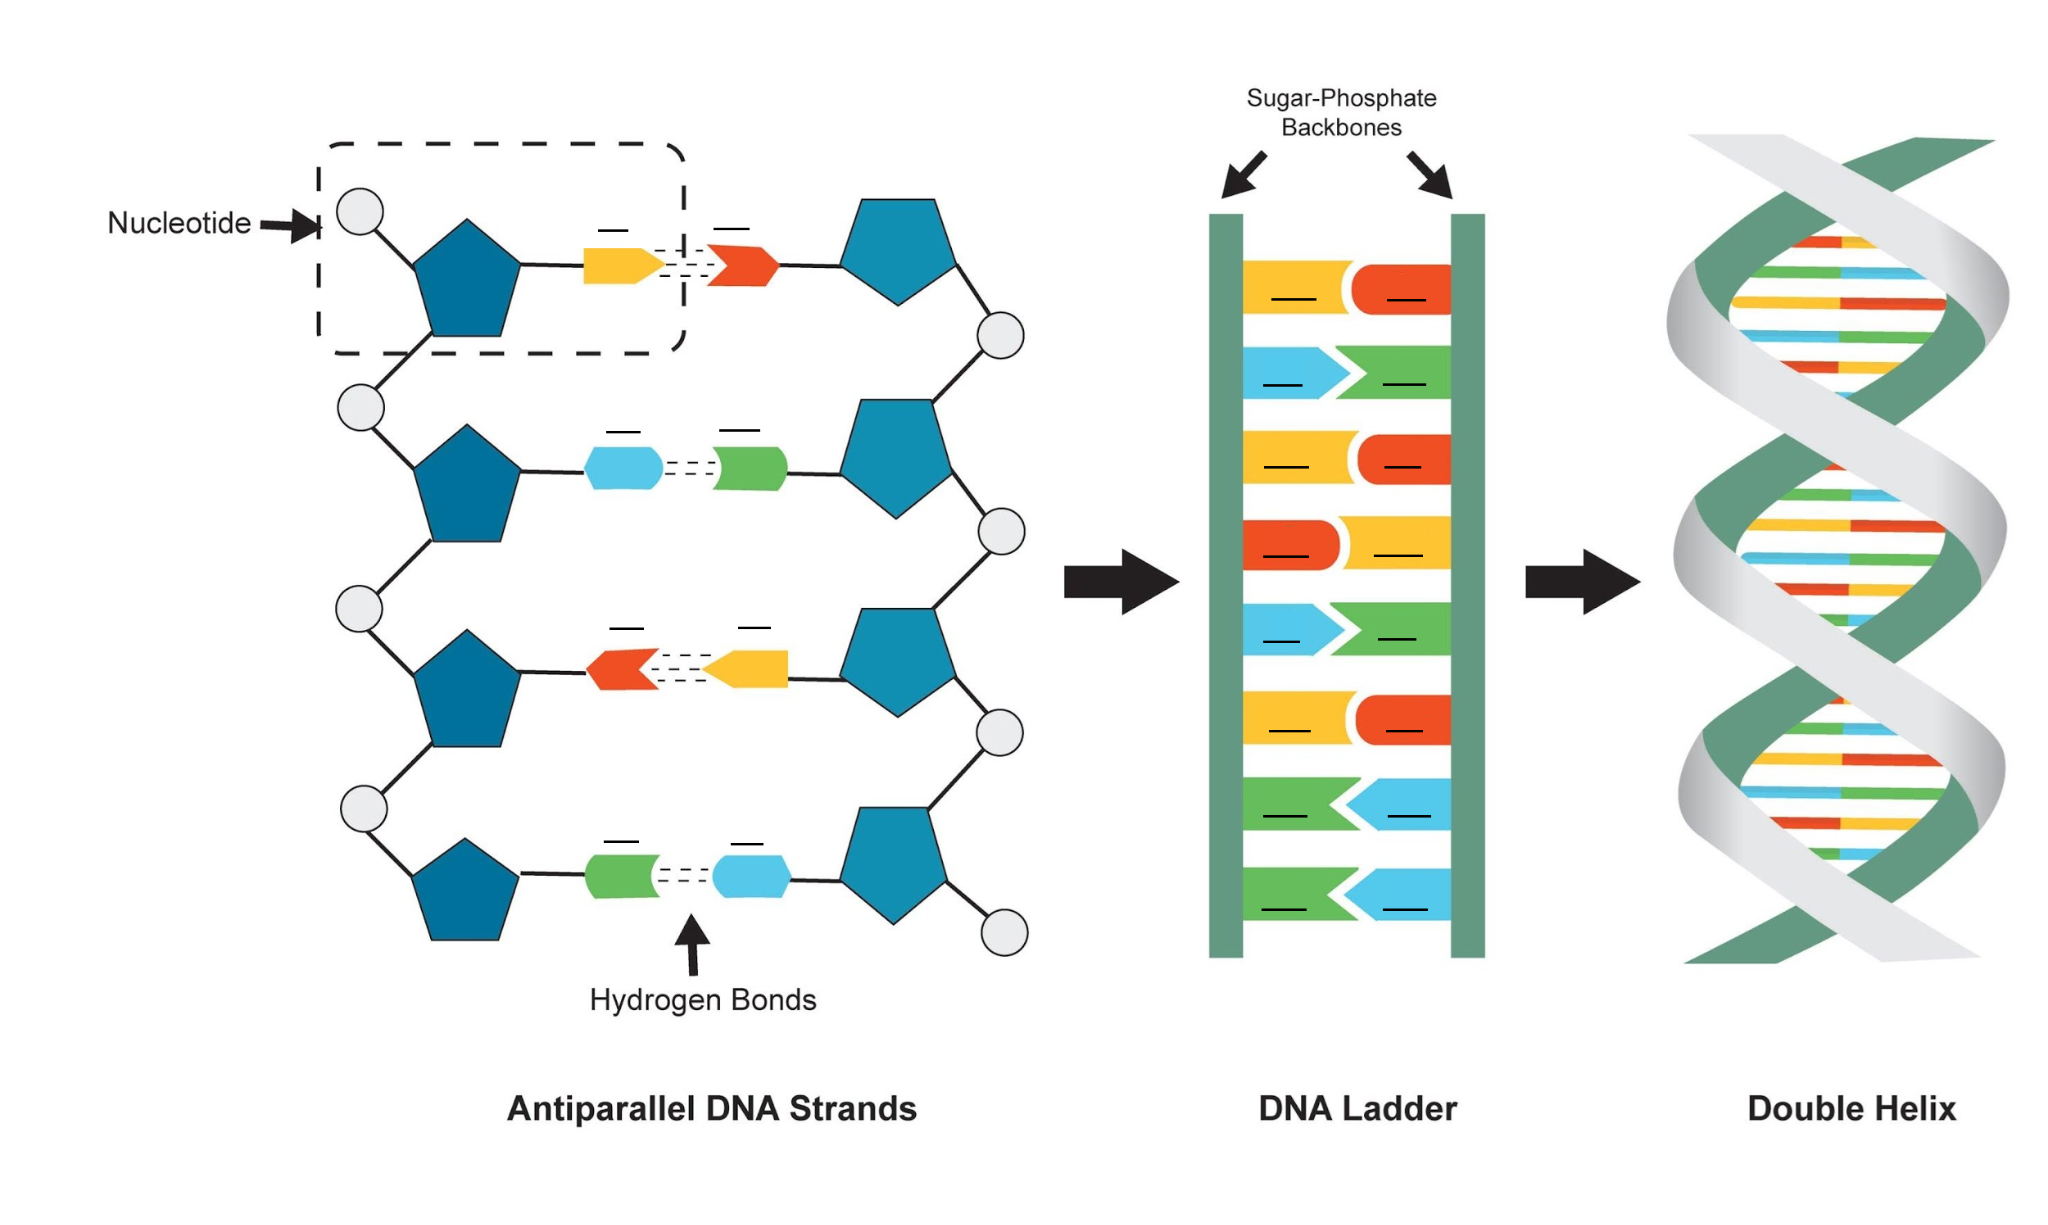 Sugar-Phosphate
Backbones
Nucleotide
Hydrogen Bonds
Antiparallel DNA Strands
DNA Ladder
Double Helix